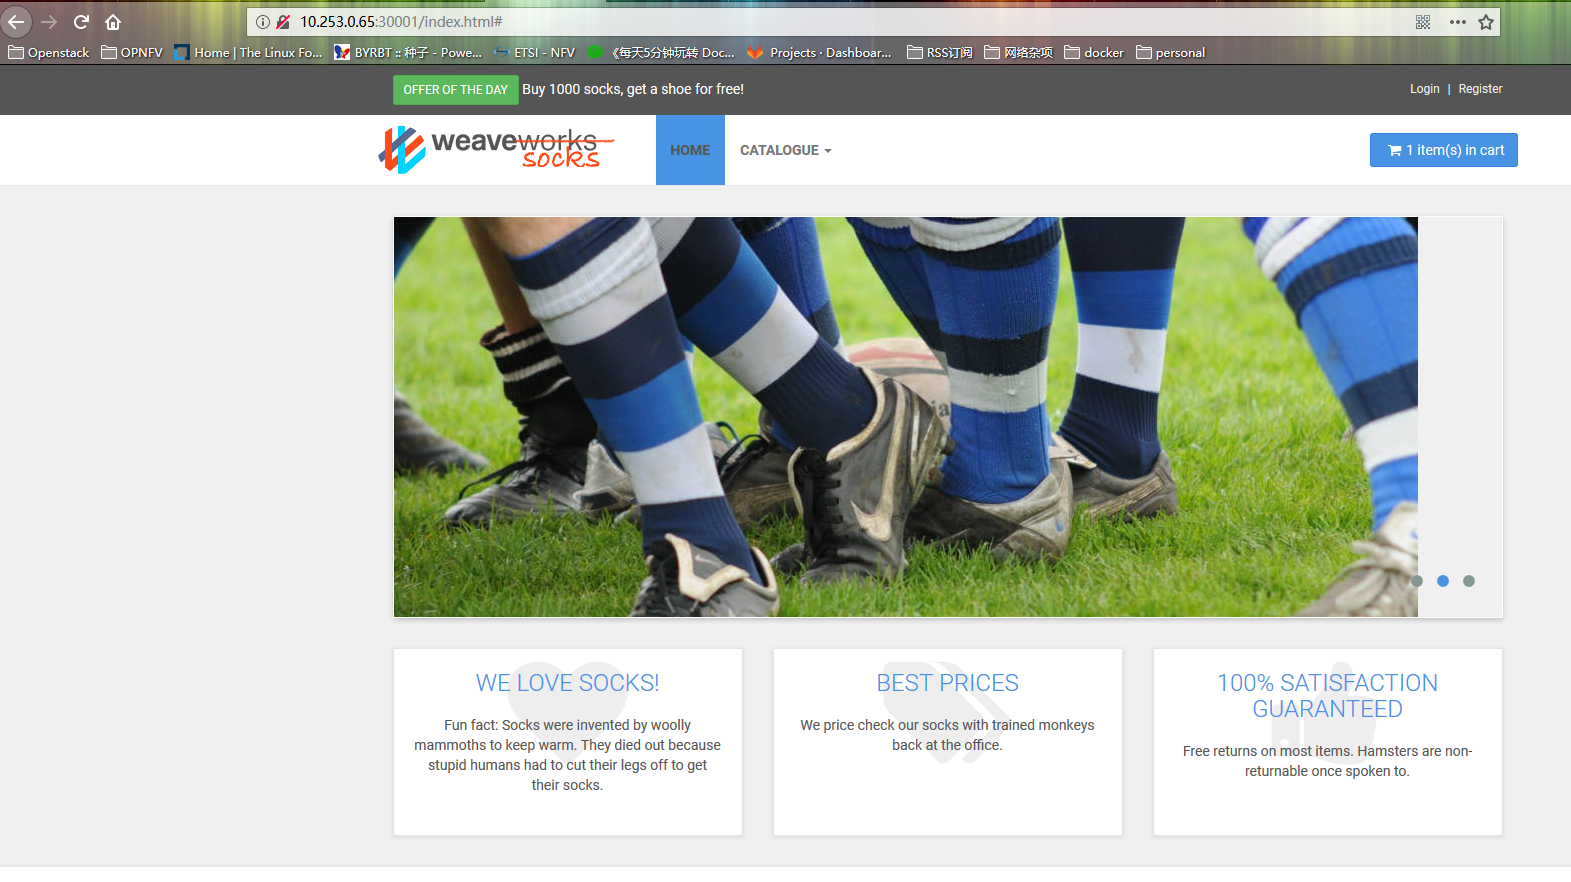 10.253.0.65:30001/index.html#
Openstack OPNFV Home | The Linux Fo... BYRBT :: 种子 - Powe... ETSI - NFV 《每天5分钟玩转 Doc... Projects · Dashboar... RSS订阅 网络杂项 docker personal
OFFER OF THE DAY Buy 1000 socks, get a shoe for free! Login | Register
weaveworks
socks
HOME CATALOGUE 1 item(s) in cart
WE LOVE SOCKS!
Fun fact: Socks were invented by woolly
mammoths to keep warm. They died out because
stupid humans had to cut their legs off to get
their socks.
BEST PRICES
We price check our socks with trained monkeys
back at the office.
100% SATISFACTION
GUARANTEED
Free returns on most items. Hamsters are non-
returnable once spoken to.